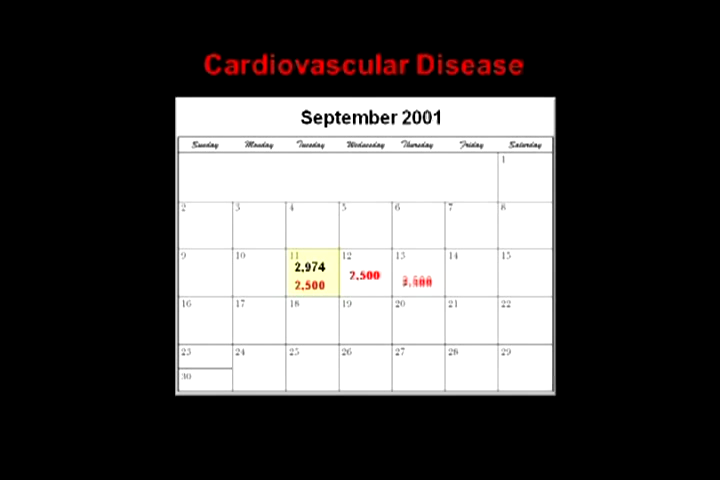 Cardiovascular Disease
September 2001
Sunday Monday Tuesday Wednesday Thursday Friday Saturday
1
2 3 4 5 6 7 8
9 10 11 12 13 14 15
2,974
2,500 2,500
16 17 18 19 20 21 22
23 24 25 26 27 28 29
30